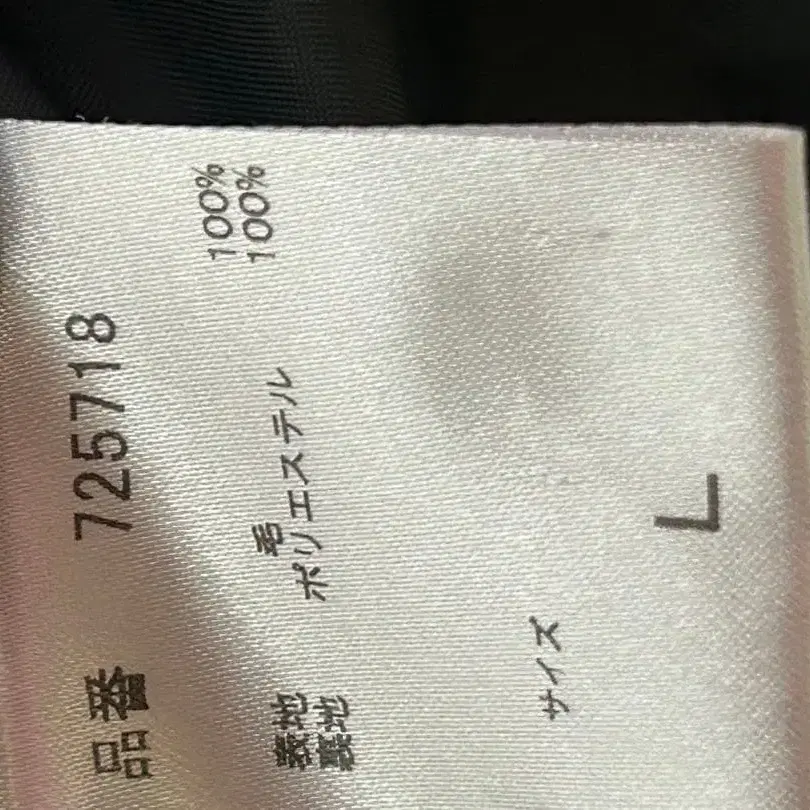 品番 725718
表地 毛 100%
裏地 ポリエステル 100%
サイズ
L